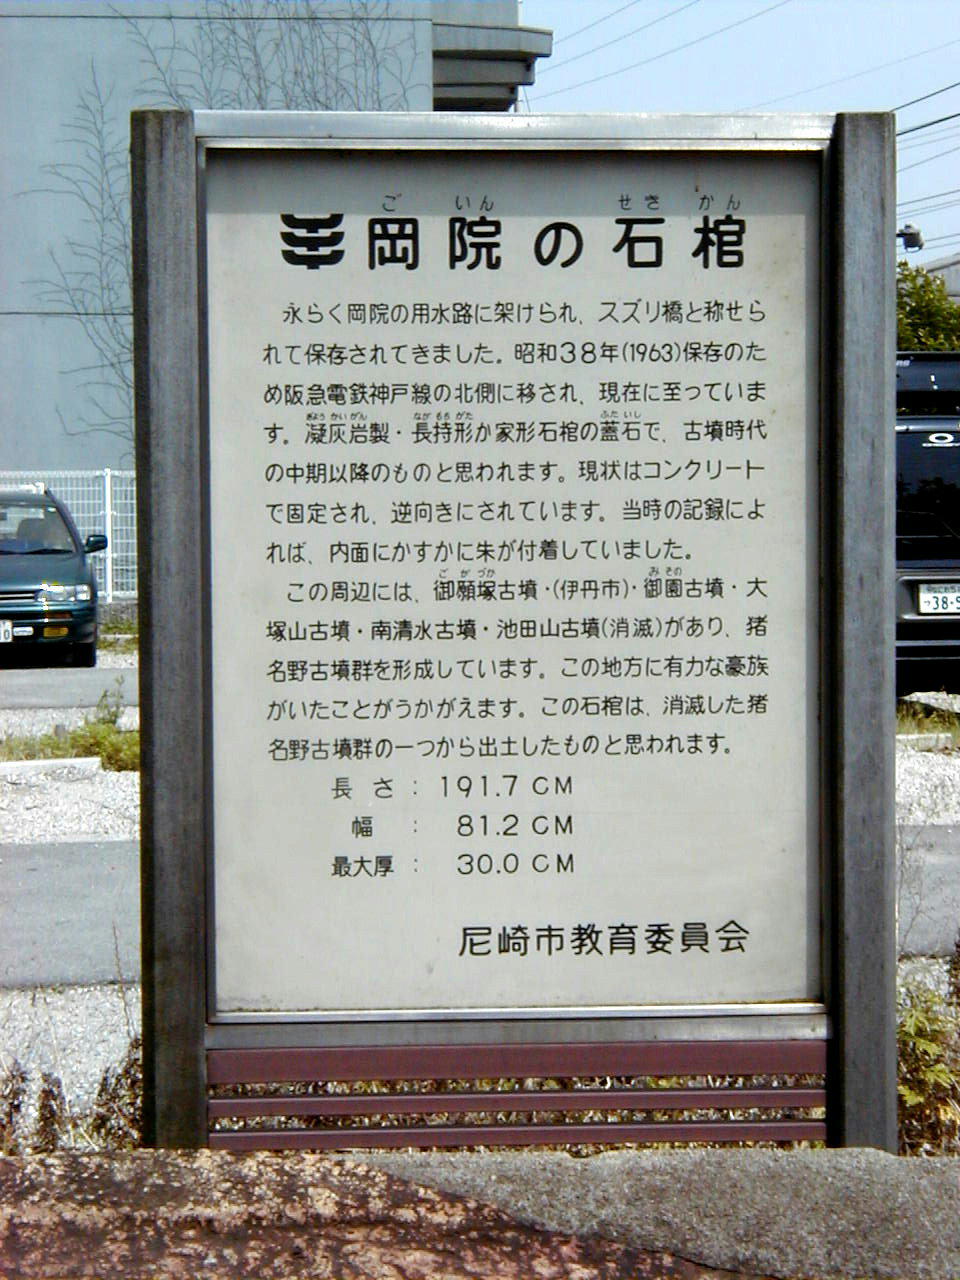 ごいん せきかん
岡院の石棺
永らく岡院の用水路に架けられ、スズリ橋と称せら
れて保存されてきました。昭和38年(1963)保存のた
め阪急電鉄神戸線の北側に移され、現在に至っていま
ぎょうかいがん ながもちがた ふたいし
す。凝灰岩製・長持形か家形石棺の蓋石で、古墳時代
の中期以降のものと思われます。現状はコンクリート
で固定され、逆向きにされています。当時の記録によ
れば、内面にかすかに朱が付着していました。
ごがづか みその
この周辺には、御願塚古墳・(伊丹市)・御園古墳・大
塚山古墳・南清水古墳・池田山古墳(消滅)があり、猪
名野古墳群を形成しています。この地方に有力な豪族
がいたことがうかがえます。この石棺は、消滅した猪
名野古墳群の一つから出土したものと思われます。
長さ：191.7 CM
幅：81.2 CM
最大厚：30.0 CM
尼崎市教育委員会
38-9